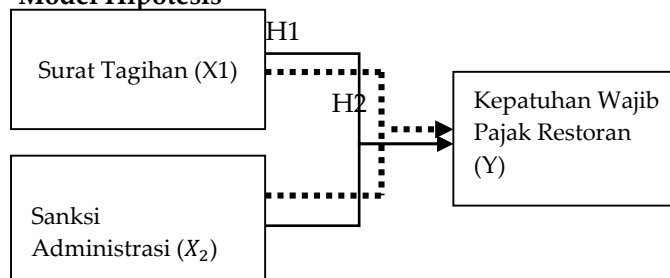 Model Hipotesis
H1
Surat Tagihan (X1)
H2
Kepatuhan Wajib
Pajak Restoran
(Y)
Sanksi
Administrasi (𝑋₂)